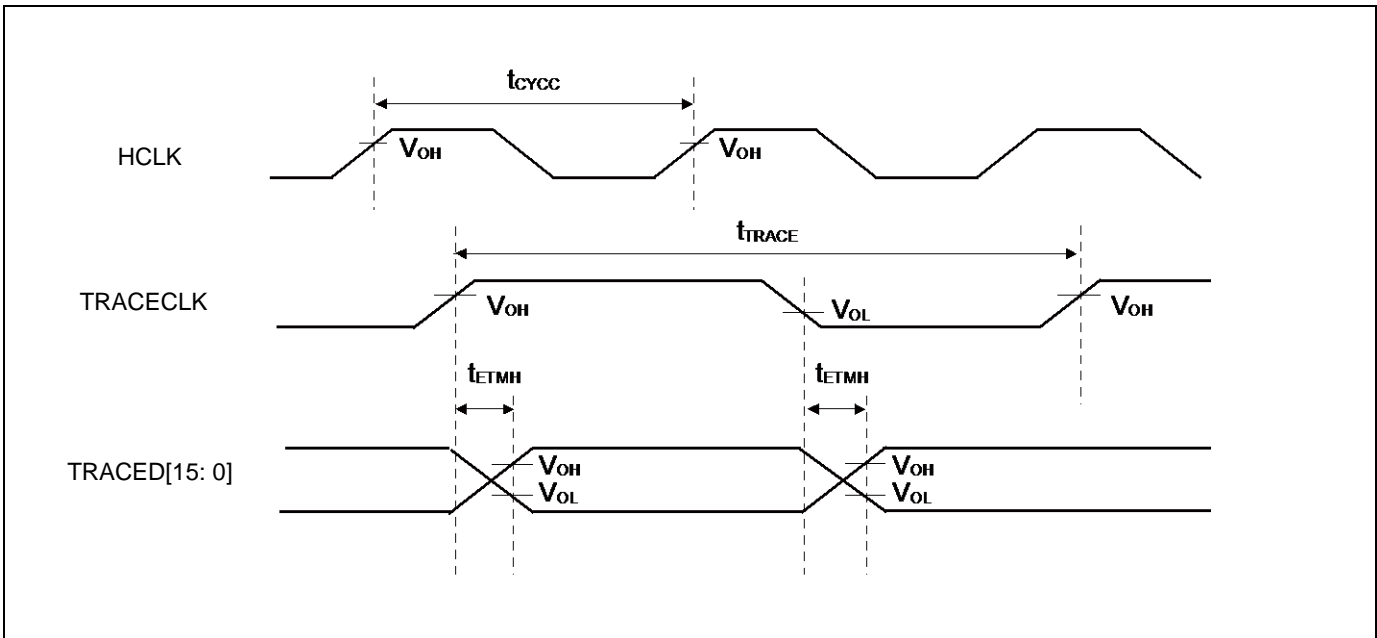 tCYCC
HCLK
VOH VOH
tTRACE
TRACECLK
VOH VOL VOH
tETMH tETMH
TRACED[15: 0]
VOH VOH
VOL VOL